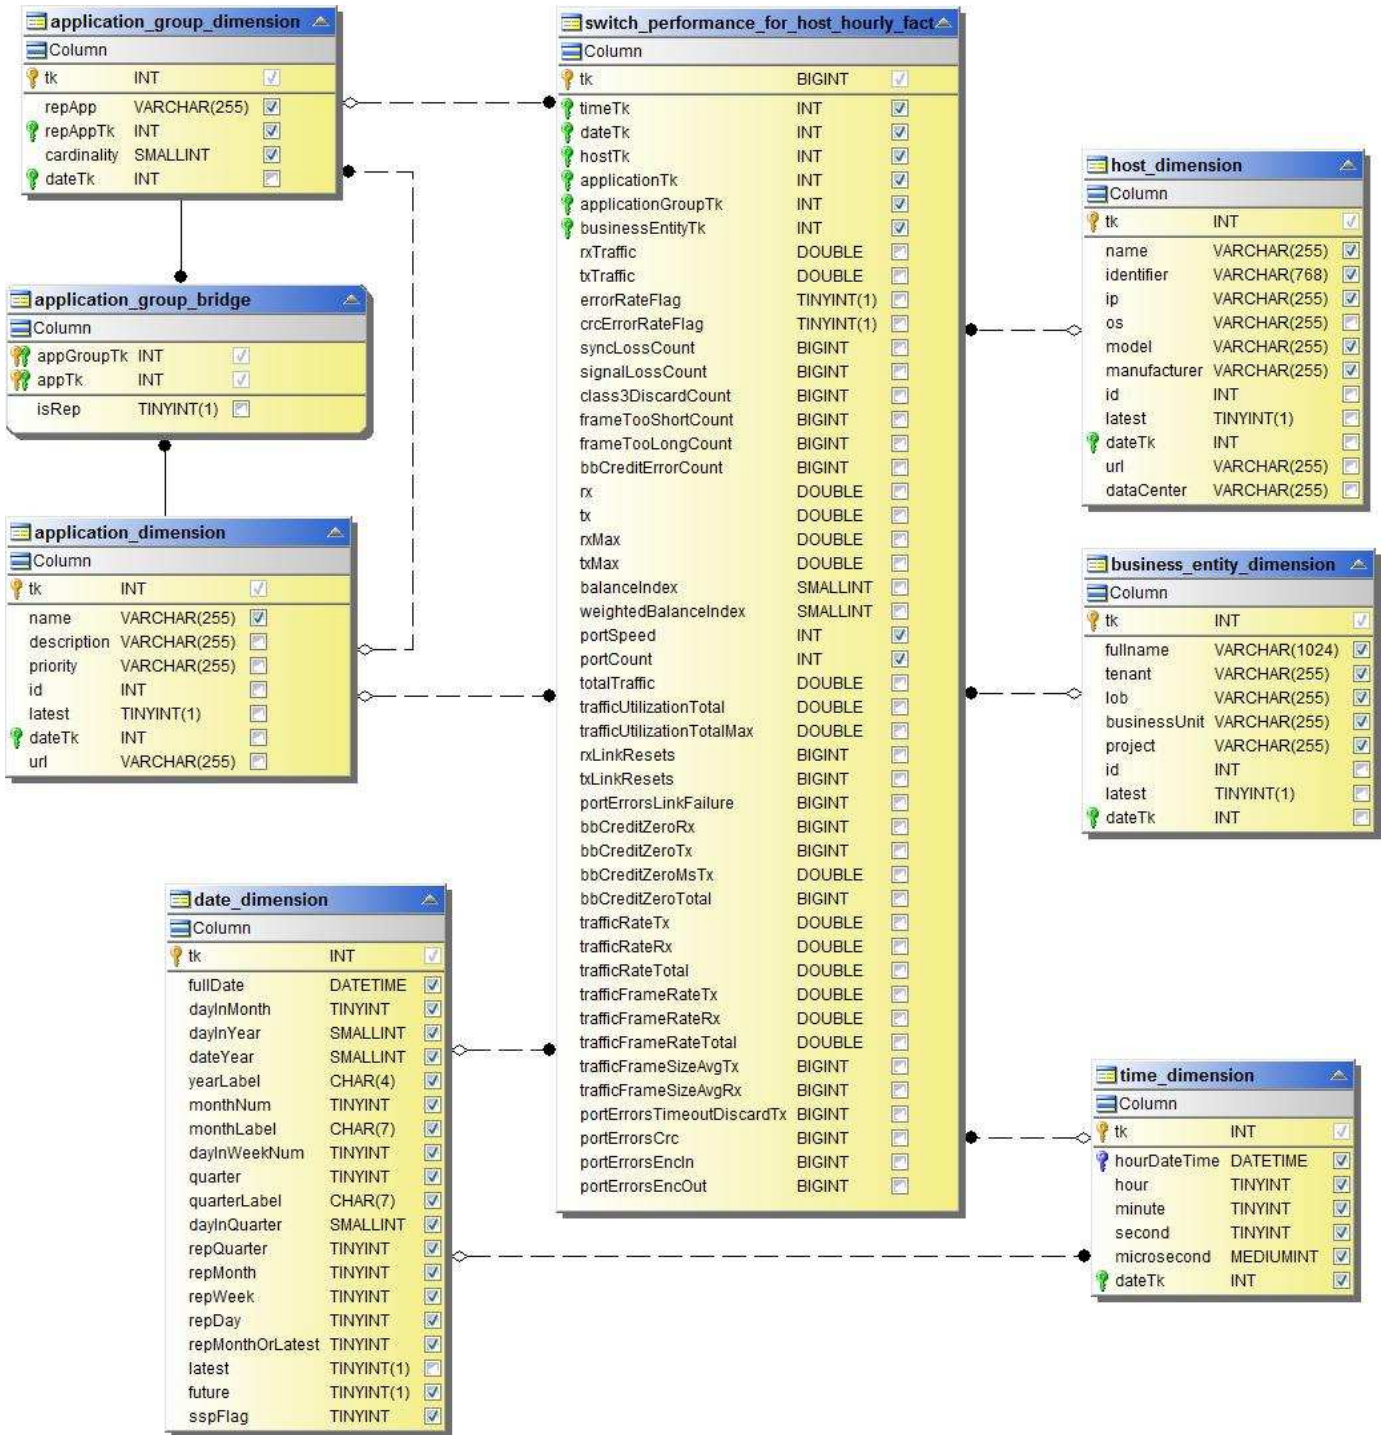 application_group_dimension
Column
tk INT
repApp VARCHAR(255)
repAppTk INT
cardinality SMALLINT
dateTk INT
application_group_bridge
Column
appGroupTk INT
appTk INT
isRep TINYINT(1)
application_dimension
Column
tk INT
name VARCHAR(255)
description VARCHAR(255)
priority VARCHAR(255)
id INT
latest TINYINT(1)
dateTk INT
url VARCHAR(255)
switch_performance_for_host_hourly_fact
Column
tk BIGINT
timeTk INT
dateTk INT
hostTk INT
applicationTk INT
applicationGroupTk INT
businessEntityTk INT
rxTraffic DOUBLE
txTraffic DOUBLE
errorRateFlag TINYINT(1)
crcErrorRateFlag TINYINT(1)
syncLossCount BIGINT
signalLossCount BIGINT
class3DiscardCount BIGINT
frameTooShortCount BIGINT
frameTooLongCount BIGINT
bbCreditErrorCount BIGINT
rx DOUBLE
tx DOUBLE
rxMax DOUBLE
txMax DOUBLE
balanceIndex SMALLINT
weightedBalanceIndex SMALLINT
portSpeed INT
portCount INT
totalTraffic DOUBLE
trafficUtilizationTotal DOUBLE
trafficUtilizationTotalMax DOUBLE
rxLinkResets BIGINT
txLinkResets BIGINT
portErrorsLinkFailure BIGINT
bbCreditZeroRx BIGINT
bbCreditZeroTx BIGINT
bbCreditZeroMsTx DOUBLE
bbCreditZeroTotal BIGINT
trafficRateTx DOUBLE
trafficRateRx DOUBLE
trafficRateTotal DOUBLE
trafficFrameRateTx DOUBLE
trafficFrameRateRx DOUBLE
trafficFrameRateTotal DOUBLE
trafficFrameSizeAvgTx BIGINT
trafficFrameSizeAvgRx BIGINT
portErrorsTimeoutDiscardTx BIGINT
portErrorsCrc BIGINT
portErrorsEncIn BIGINT
portErrorsEncOut BIGINT
host_dimension
Column
tk INT
name VARCHAR(255)
identifier VARCHAR(768)
ip VARCHAR(255)
os VARCHAR(255)
model VARCHAR(255)
manufacturer VARCHAR(255)
id INT
latest TINYINT(1)
dateTk INT
url VARCHAR(255)
dataCenter VARCHAR(255)
business_entity_dimension
Column
tk INT
fullname VARCHAR(1024)
tenant VARCHAR(255)
lob VARCHAR(255)
businessUnit VARCHAR(255)
project VARCHAR(255)
id INT
latest TINYINT(1)
dateTk INT
date_dimension
Column
tk INT
fullDate DATETIME
dayInMonth TINYINT
dayInYear SMALLINT
dateYear SMALLINT
yearLabel CHAR(4)
monthNum TINYINT
monthLabel CHAR(7)
dayInWeekNum TINYINT
quarter TINYINT
quarterLabel CHAR(7)
dayInQuarter SMALLINT
repQuarter TINYINT
repMonth TINYINT
repWeek TINYINT
repDay TINYINT
repMonthOrLatest TINYINT
latest TINYINT(1)
future TINYINT(1)
sspFlag TINYINT
time_dimension
Column
tk INT
hourDateTime DATETIME
hour TINYINT
minute TINYINT
second TINYINT
microsecond MEDIUMINT
dateTk INT